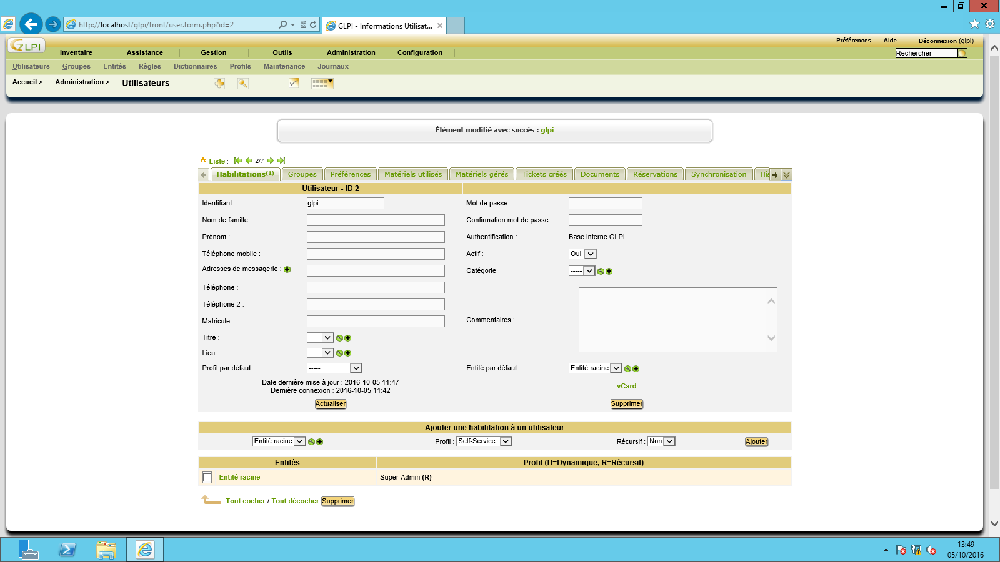 http://localhost/glpi/front/user.form.php?id=2
GLPI - Informations Utilisat...
GLPI
Préférences Aide Déconnexion (glpi)
Inventaire Assistance Gestion Outils Administration Configuration
Rechercher
Utilisateurs Groupes Entités Règles Dictionnaires Profils Maintenance Journaux
Accueil > Administration > Utilisateurs
Élément modifié avec succès : glpi
Liste : 2/7
Habilitations(1) Groupes Préférences Matériels utilisés Matériels gérés Tickets créés Documents Réservations Synchronisation His
Utilisateur - ID 2
Identifiant : glpi Mot de passe :
Nom de famille : Confirmation mot de passe :
Prénom : Authentification : Base interne GLPI
Téléphone mobile : Actif : Oui
Adresses de messagerie : Catégorie : -----
Téléphone :
Téléphone 2 :
Matricule : Commentaires :
Titre : -----
Lieu : -----
Profil par défaut : ----- Entité par défaut : Entité racine
Date dernière mise à jour : 2016-10-05 11:47
Dernière connexion : 2016-10-05 11:42
vCard
Actualiser Supprimer
Ajouter une habilitation à un utilisateur
Entité racine Profil : Self-Service Récursif : Non Ajouter
Entités Profil (D=Dynamique, R=Récursif)
Entité racine Super-Admin (R)
Tout cocher / Tout décocher Supprimer
13:49
05/10/2016